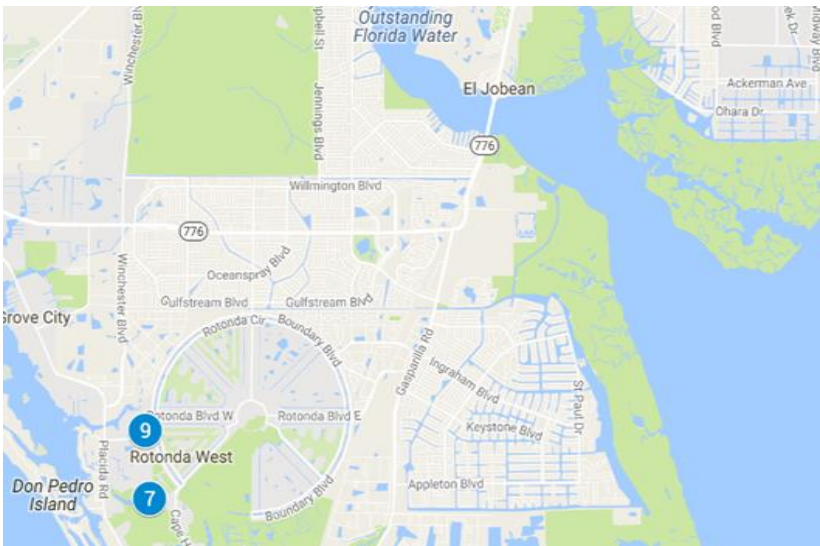 Outstanding
Florida Water
Winchester Blvd
Jennings Blvd
El Jobean
Ackerman Ave
Ohara Dr
776
Willmington Blvd
776
Winchester Blvd
Oceanspray Blvd
Gulfstream Blvd
Gulfstream Blvd
Grove City
Rotonda Cir
Boundary Blvd
Gasparilla Rd
Ingraham Blvd
St Paul Dr
9
Rotonda Blvd W
Rotonda Blvd E
Keystone Blvd
Rotonda West
Placida Rd
Don Pedro
Island
7
Appleton Blvd
Boundary Blvd
Cape H